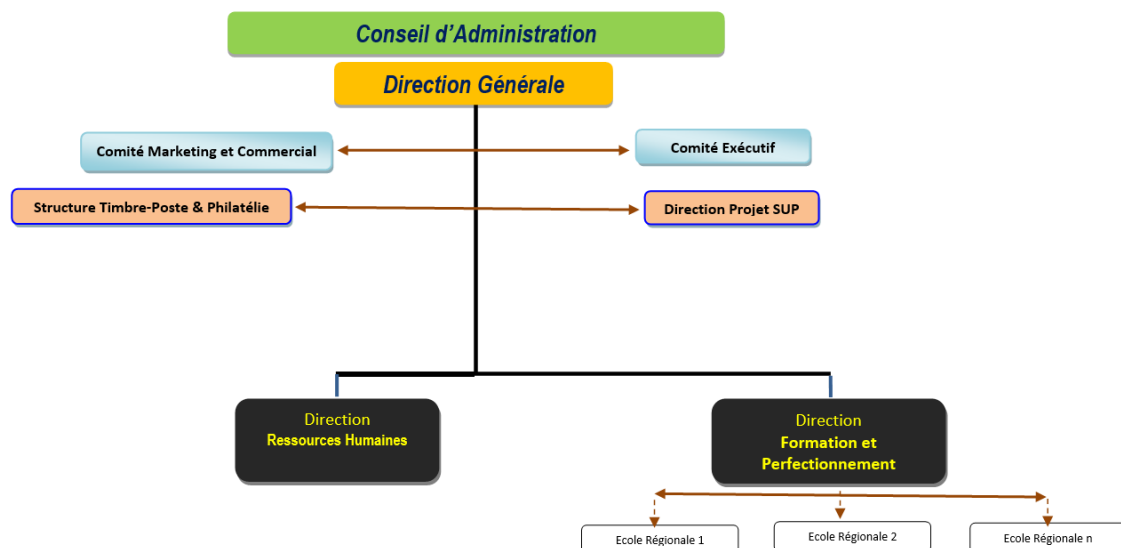 Conseil d’Administration
Direction Générale
Comité Marketing et Commercial
Comité Exécutif
Structure Timbre-Poste & Philatélie
Direction Projet SUP
Direction
Ressources Humaines
Direction
Formation et
Perfectionnement
Ecole Régionale 1
Ecole Régionale 2
Ecole Régionale n